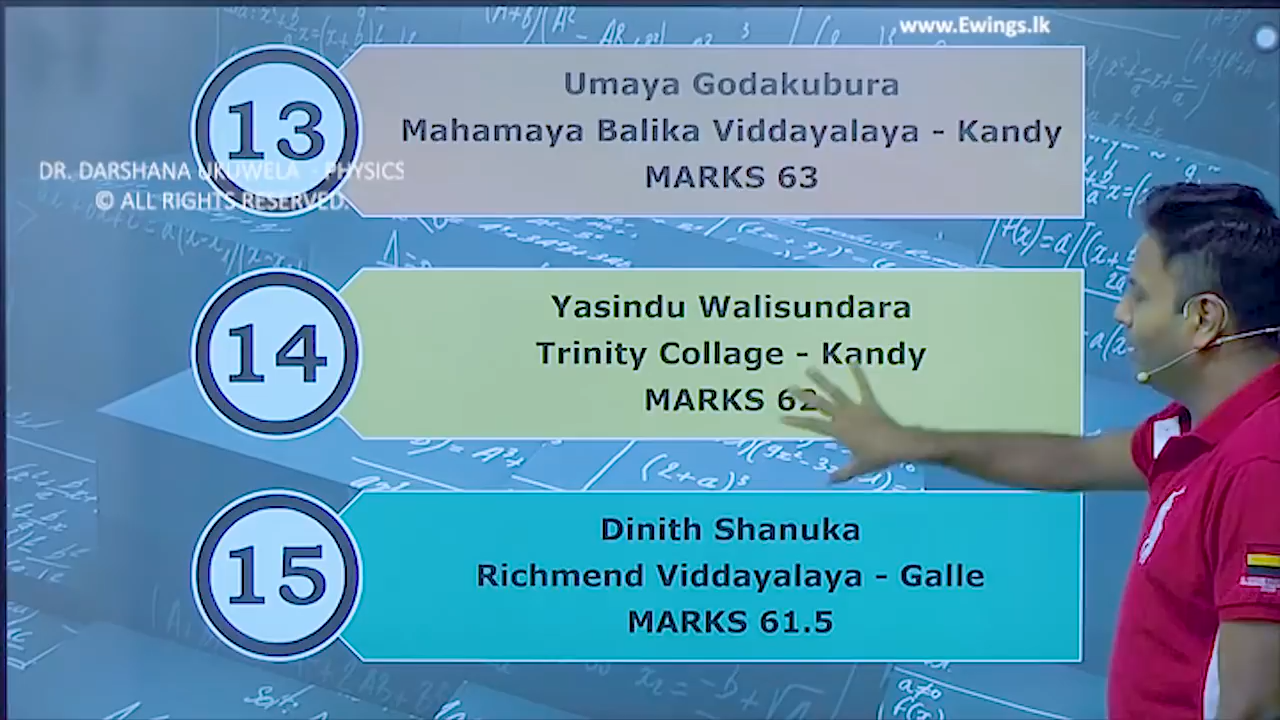 www.Ewings.lk
13
Umaya Godakubura
Mahamaya Balika Viddayalaya - Kandy
MARKS 63
DR. DARSHANA UKUWELA - PHYSICS
© ALL RIGHTS RESERVED.
14
Yasindu Walisundara
Trinity Collage - Kandy
MARKS 62
15
Dinith Shanuka
Richmend Viddayalaya - Galle
MARKS 61.5